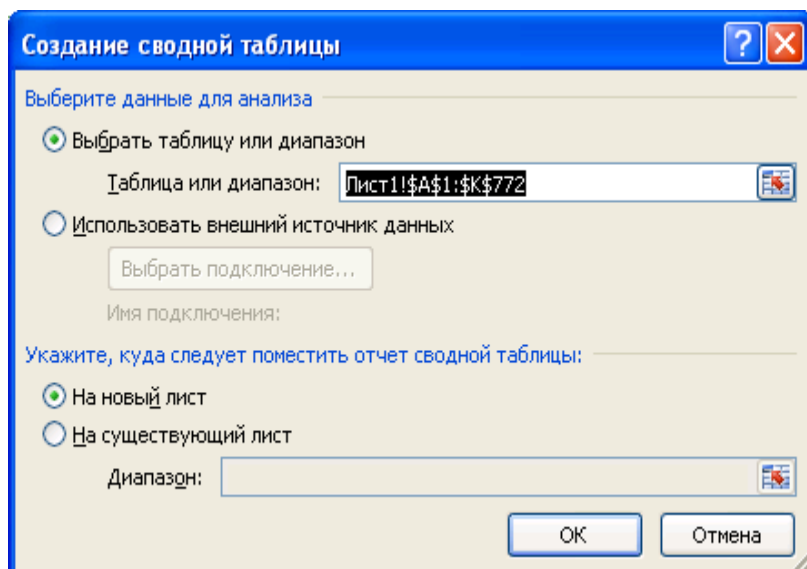 Создание сводной таблицы
Выберите данные для анализа
Выбрать таблицу или диапазон
Таблица или диапазон: Лист1!$A$1:$K$772
Использовать внешний источник данных
Выбрать подключение...
Имя подключения:
Укажите, куда следует поместить отчет сводной таблицы:
На новый лист
На существующий лист
Диапазон:
ОК Отмена